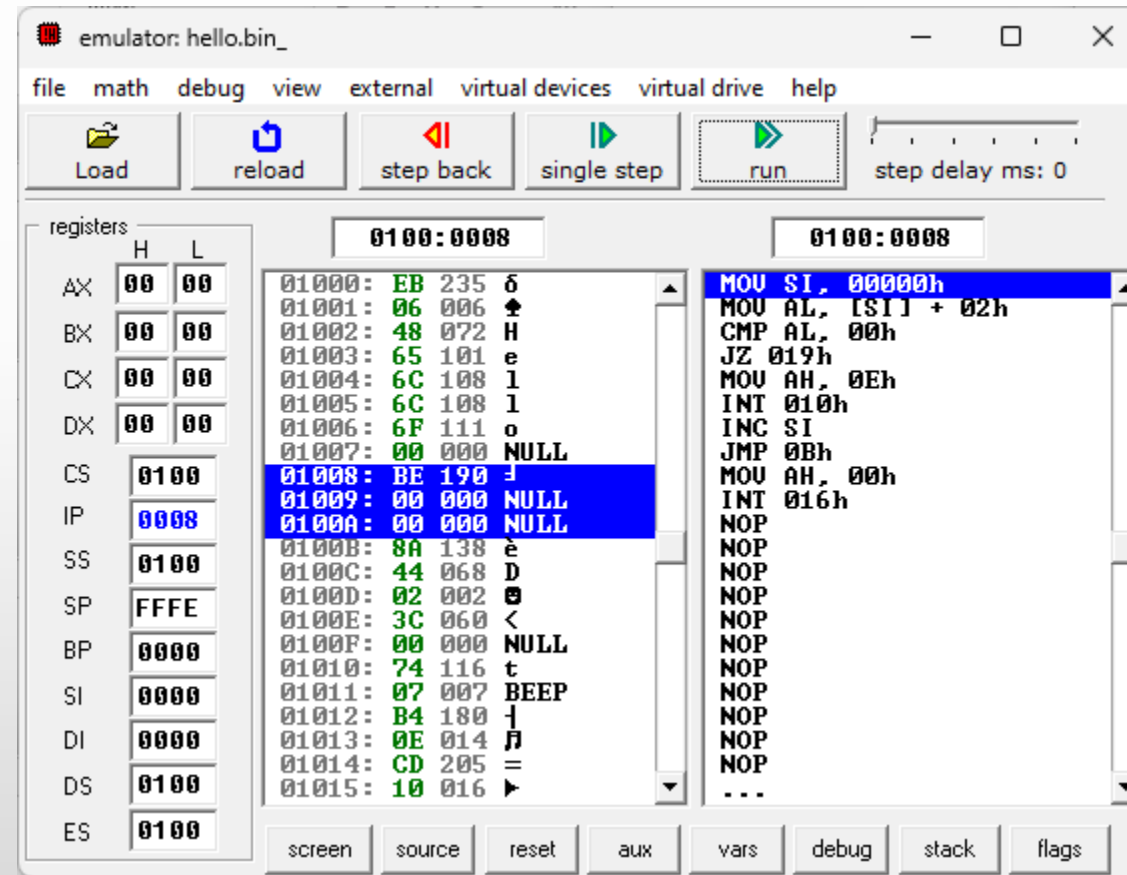 emulator: hello.bin_
file math debug view external virtual devices virtual drive help
Load reload step back single step run step delay ms: 0
registers
H L
AX 00 00
BX 00 00
CX 00 00
DX 00 00
CS 0100
IP 0008
SS 0100
SP FFFE
BP 0000
SI 0000
DI 0000
DS 0100
ES 0100
0100:0008
01000: EB 235 δ
01001: 06 006 ♠
01002: 48 072 H
01003: 65 101 e
01004: 6C 108 l
01005: 6C 108 l
01006: 6F 111 o
01007: 00 000 NULL
01008: BE 190 ╛
01009: 00 000 NULL
0100A: 00 000 NULL
0100B: 8A 138 è
0100C: 44 068 D
0100D: 02 002 ☻
0100E: 3C 060 <
0100F: 00 000 NULL
01010: 74 116 t
01011: 07 007 BEEP
01012: B4 180 ┤
01013: 0E 014 ♫
01014: CD 205 =
01015: 10 016 ►
0100:0008
MOV SI, 00000h
MOV AL, [SI] + 02h
CMP AL, 00h
JZ 019h
MOV AH, 0Eh
INT 010h
INC SI
JMP 0Bh
MOV AH, 00h
INT 016h
NOP
NOP
NOP
NOP
NOP
NOP
NOP
NOP
NOP
NOP
NOP
...
screen source reset aux vars debug stack flags